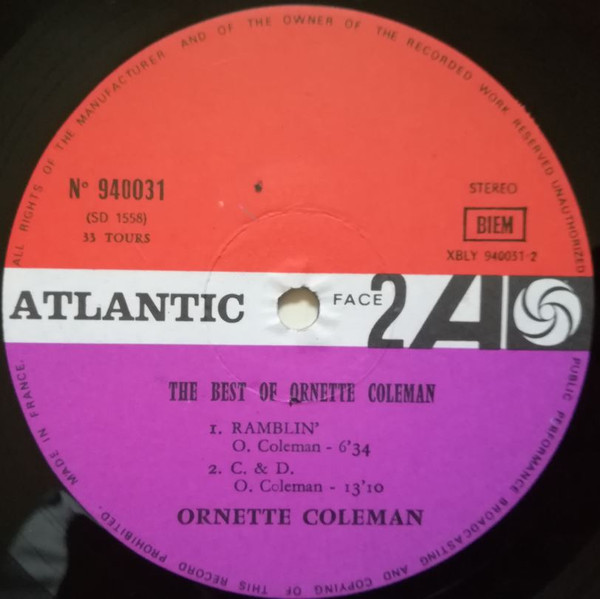 ALL RIGHTS OF THE MANUFACTURER AND OF THE OWNER OF THE RECORDED WORK RESERVED UNAUTHORIZED
PUBLIC PERFORMANCE BROADCASTING AND COPYING OF THIS RECORD PROHIBITED. MADE IN FRANCE.
N° 940031
(SD 1558)
33 TOURS
STEREO
BIEM
XBLY 940031-2
ATLANTIC FACE 2 A
THE BEST OF ORNETTE COLEMAN
1. RAMBLIN'
O. Coleman - 6'34
2. C. & D.
O. Coleman - 13'10
ORNETTE COLEMAN